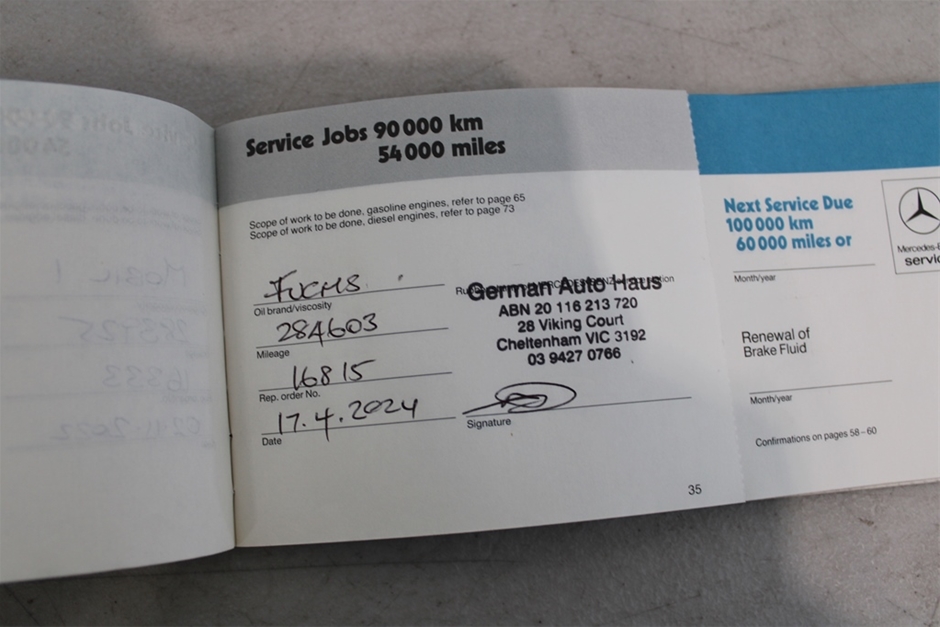 Service Jobs 90 000 km
54 000 miles
Scope of work to be done, gasoline engines, refer to page 65
Scope of work to be done, diesel engines, refer to page 73
FUCHS
Oil brand/viscosity
284603
Mileage
16815
Rep. order No.
17.4.2024
Date
German Auto Haus
ABN 20 116 213 720
28 Viking Court
Cheltenham VIC 3192
03 9427 0766
Signature
35
Next Service Due
100 000 km
60 000 miles or
Month/year
Renewal of
Brake Fluid
Month/year
Confirmations on pages 58 – 60